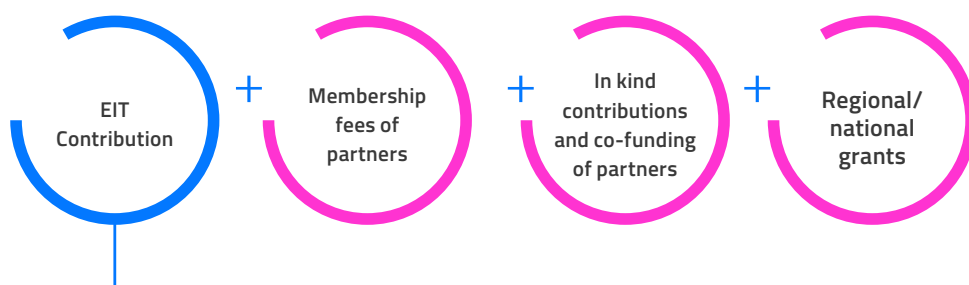 EIT
Contribution
+
Membership
fees of
partners
+
In kind
contributions
and co-funding
of partners
+
Regional/
national
grants